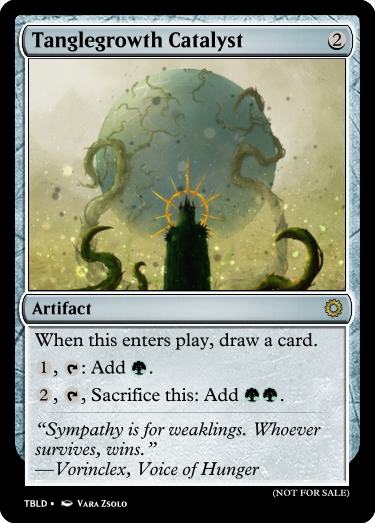 Tanglegrowth Catalyst 2
Artifact
When this enters play, draw a card.
1, T: Add G.
2, T, Sacrifice this: Add GG.
“Sympathy is for weaklings. Whoever
survives, wins.”
—Vorinclex, Voice of Hunger
(NOT FOR SALE)
TBLD • Vara Zsolo